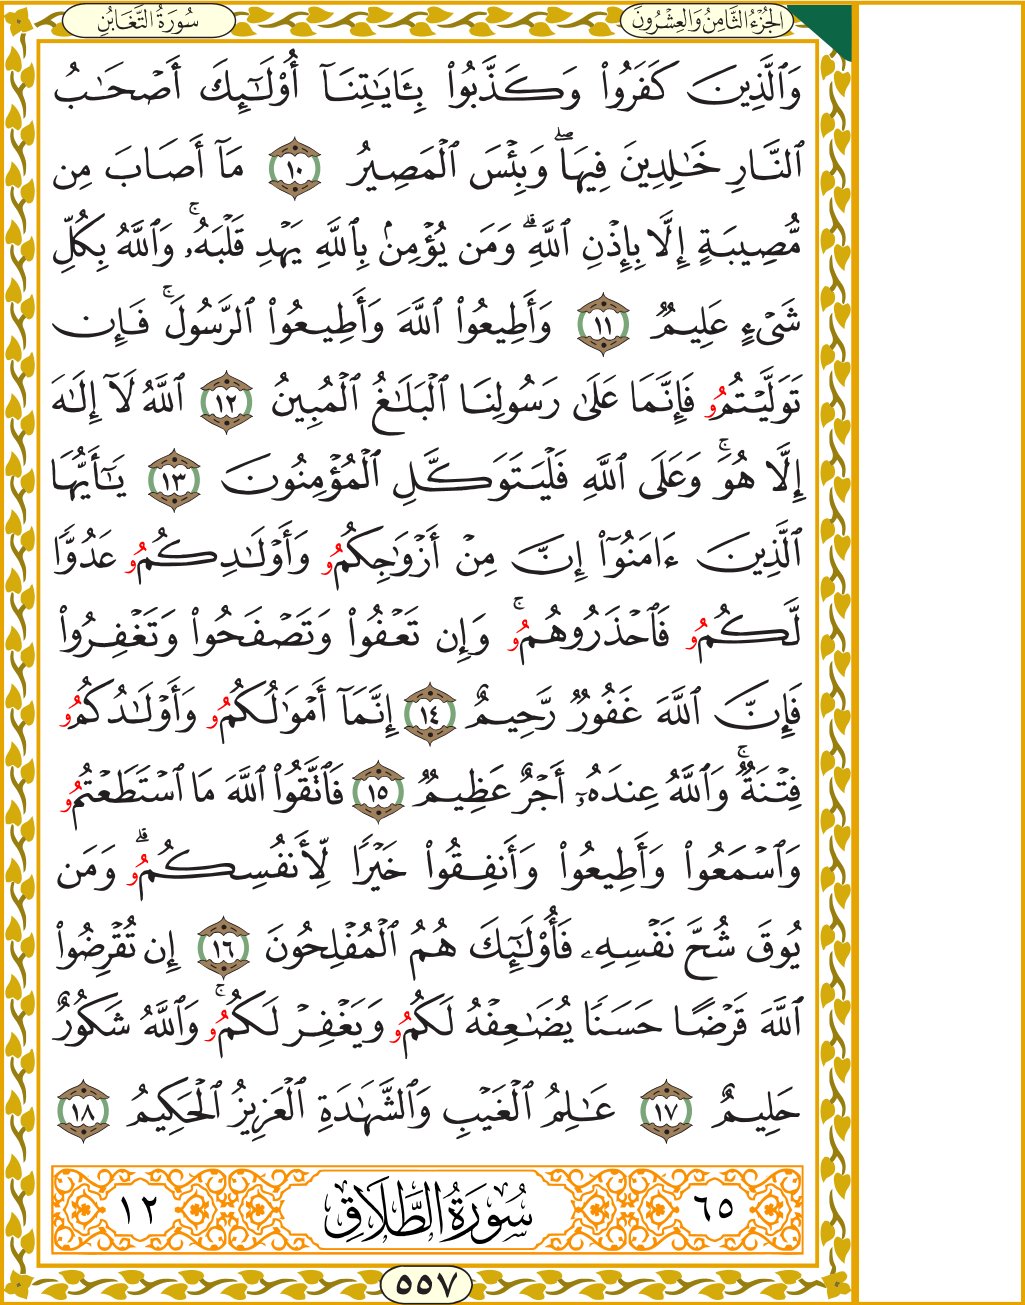 الجُزْءُ الثَّامِنُ وَالعِشْرُونَ
سُورَةُ التَّغَابُنِ
وَٱلَّذِينَ كَفَرُوا۟ وَكَذَّبُوا۟ بِـَٔايَٰتِنَآ أُو۟لَٰٓئِكَ أَصْحَٰبُ
ٱلنَّارِ خَٰلِدِينَ فِيهَاۖ وَبِئْسَ ٱلْمَصِيرُ ١٠ مَآ أَصَابَ مِن
مُّصِيبَةٍ إِلَّا بِإِذْنِ ٱللَّهِۗ وَمَن يُؤْمِنۢ بِٱللَّهِ يَهْدِ قَلْبَهُۥۚ وَٱللَّهُ بِكُلِّ
شَىْءٍ عَلِيمٌ ١١ وَأَطِيعُوا۟ ٱللَّهَ وَأَطِيعُوا۟ ٱلرَّسُولَۚ فَإِن
تَوَلَّيْتُمُۥ فَإِنَّمَا عَلَىٰ رَسُولِنَا ٱلْبَلَٰغُ ٱلْمُبِينُ ١٢ ٱللَّهُ لَآ إِلَٰهَ
إِلَّا هُوَۚ وَعَلَى ٱللَّهِ فَلْيَتَوَكَّلِ ٱلْمُؤْمِنُونَ ١٣ يَٰٓأَيُّهَا
ٱلَّذِينَ ءَامَنُوٓا۟ إِنَّ مِنْ أَزْوَٰجِكُمُۥ وَأَوْلَٰدِكُمُۥ عَدُوًّا
لَّكُمُۥ فَٱحْذَرُوهُمُۥۚ وَإِن تَعْفُوا۟ وَتَصْفَحُوا۟ وَتَغْفِرُوا۟
فَإِنَّ ٱللَّهَ غَفُورٌ رَّحِيمٌ ١٤ إِنَّمَآ أَمْوَٰلُكُمُۥ وَأَوْلَٰدُكُمُۥ
فِتْنَةٌۚ وَٱللَّهُ عِندَهُۥٓ أَجْرٌ عَظِيمٌ ١٥ فَٱتَّقُوا۟ ٱللَّهَ مَا ٱسْتَطَعْتُمُۥ
وَٱسْمَعُوا۟ وَأَطِيعُوا۟ وَأَنفِقُوا۟ خَيْرًا لِّأَنفُسِكُمُۥۗ وَمَن
يُوقَ شُحَّ نَفْسِهِۦ فَأُو۟لَٰٓئِكَ هُمُ ٱلْمُفْلِحُونَ ١٦ إِن تُقْرِضُوا۟
ٱللَّهَ قَرْضًا حَسَنًا يُضَٰعِفْهُ لَكُمُۥ وَيَغْفِرْ لَكُمُۥۚ وَٱللَّهُ شَكُورٌ
حَلِيمٌ ١٧ عَٰلِمُ ٱلْغَيْبِ وَٱلشَّهَٰدَةِ ٱلْعَزِيزُ ٱلْحَكِيمُ ١٨
٦٥ سُورَةُ الطَّلَاقِ ١٢
٥٥٧